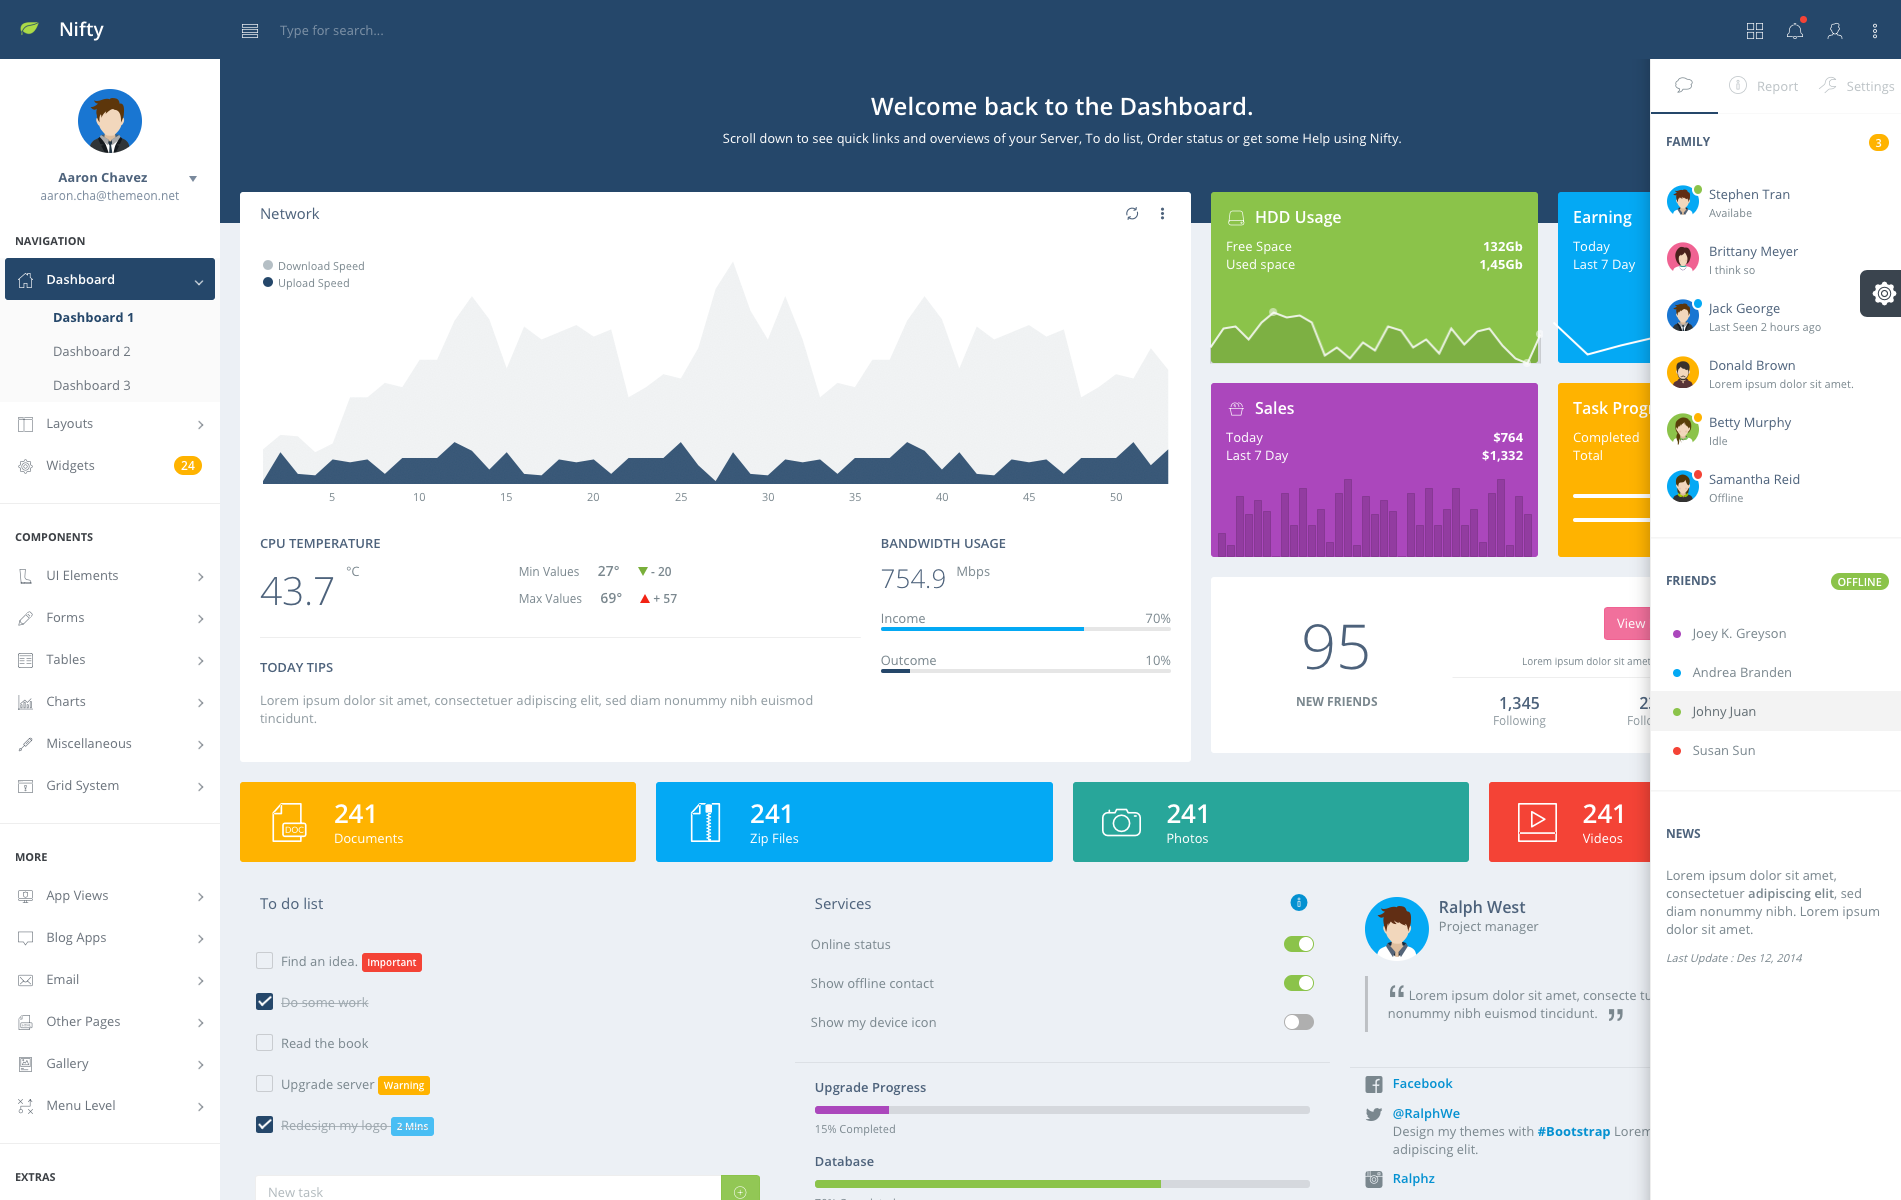 Nifty
Type for search...
Aaron Chavez
aaron.cha@themeon.net
NAVIGATION
Dashboard
Dashboard 1
Dashboard 2
Dashboard 3
Layouts
Widgets 24
COMPONENTS
UI Elements
Forms
Tables
Charts
Miscellaneous
Grid System
MORE
App Views
Blog Apps
Email
Other Pages
Gallery
Menu Level
EXTRAS
Welcome back to the Dashboard.
Scroll down to see quick links and overviews of your Server, To do list, Order status or get some Help using Nifty.
Network
Download Speed
Upload Speed
5 10 15 20 25 30 35 40 45 50
CPU TEMPERATURE
43.7 °C
Min Values 27° - 20
Max Values 69° + 57
TODAY TIPS
Lorem ipsum dolor sit amet, consectetuer adipiscing elit, sed diam nonummy nibh euismod
tincidunt.
BANDWIDTH USAGE
754.9 Mbps
Income 70%
Outcome 10%
HDD Usage
Free Space 132Gb
Used space 1,45Gb
Earning
Today
Last 7 Day
Sales
Today $764
Last 7 Day $1,332
Task Prog
Completed
Total
95
NEW FRIENDS
View
Lorem ipsum dolor sit amet
1,345
Following
241
Documents
241
Zip Files
241
Photos
241
Videos
To do list
Find an idea. Important
Do some work
Read the book
Upgrade server Warning
Redesign my logo 2 Mins
New task
Services
Online status
Show offline contact
Show my device icon
Upgrade Progress
15% Completed
Database
Ralph West
Project manager
“ Lorem ipsum dolor sit amet, consecte tu
nonummy nibh euismod tincidunt. ”
Facebook
@RalphWe
Design my themes with #Bootstrap Lorem
adipiscing elit.
Ralphz
Report
Settings
FAMILY 3
Stephen Tran
Availabe
Brittany Meyer
I think so
Jack George
Last Seen 2 hours ago
Donald Brown
Lorem ipsum dolor sit amet.
Betty Murphy
Idle
Samantha Reid
Offline
FRIENDS OFFLINE
Joey K. Greyson
Andrea Branden
Johny Juan
Susan Sun
NEWS
Lorem ipsum dolor sit amet,
consectetuer adipiscing elit, sed
diam nonummy nibh. Lorem ipsum
dolor sit amet.
Last Update : Des 12, 2014